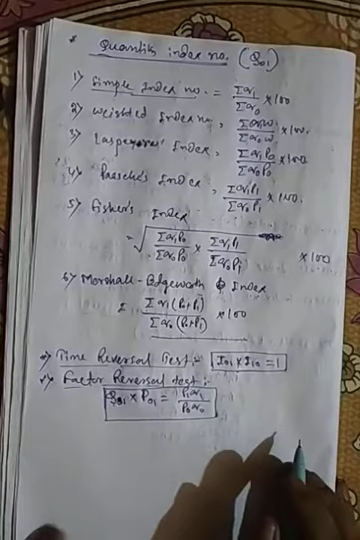 * Quantity index no. (Q01)
1) Simple Index no. = Σq1 / Σq0 × 100
2) Weighted Index no, = Σq1w / Σq0w × 100.
3) Laspeyres' Index, = Σq1P0 / Σq0P0 × 100
4) Paasche's Index, = Σq1P1 / Σq0P1 × 100.
5) Fisher's Index
= √ Σq1P0 / Σq0P0 × Σq1P1 / Σq0P1 × 100
6) Marshall-Edgeworth Q Index
= Σq1(P0+P1) / Σq0(P0+P1) × 100
Time Reversal Test:- I01 × I10 = 1
Factor Reversal test:-
Q01 × P01 = P1q1 / P0q0